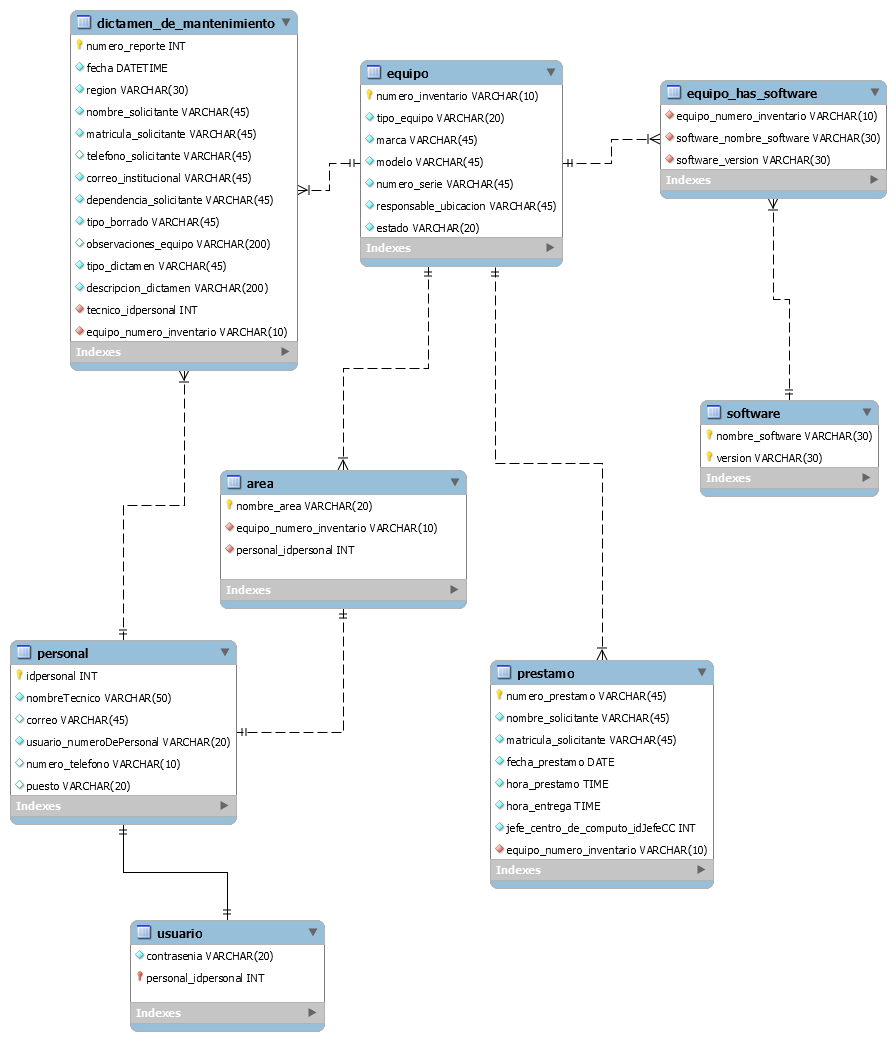 dictamen_de_mantenimiento
numero_reporte INT
fecha DATETIME
region VARCHAR(30)
nombre_solicitante VARCHAR(45)
matricula_solicitante VARCHAR(45)
telefono_solicitante VARCHAR(45)
correo_institucional VARCHAR(45)
dependencia_solicitante VARCHAR(45)
tipo_borrado VARCHAR(45)
observaciones_equipo VARCHAR(200)
tipo_dictamen VARCHAR(45)
descripcion_dictamen VARCHAR(200)
tecnico_idpersonal INT
equipo_numero_inventario VARCHAR(10)
Indexes
equipo
numero_inventario VARCHAR(10)
tipo_equipo VARCHAR(20)
marca VARCHAR(45)
modelo VARCHAR(45)
numero_serie VARCHAR(45)
responsable_ubicacion VARCHAR(45)
estado VARCHAR(20)
Indexes
equipo_has_software
equipo_numero_inventario VARCHAR(10)
software_nombre_software VARCHAR(30)
software_version VARCHAR(30)
Indexes
software
nombre_software VARCHAR(30)
version VARCHAR(30)
Indexes
area
nombre_area VARCHAR(20)
equipo_numero_inventario VARCHAR(10)
personal_idpersonal INT
Indexes
personal
idpersonal INT
nombreTecnico VARCHAR(50)
correo VARCHAR(45)
usuario_numeroDePersonal VARCHAR(20)
numero_telefono VARCHAR(10)
puesto VARCHAR(20)
Indexes
prestamo
numero_prestamo VARCHAR(45)
nombre_solicitante VARCHAR(45)
matricula_solicitante VARCHAR(45)
fecha_prestamo DATE
hora_prestamo TIME
hora_entrega TIME
jefe_centro_de_computo_idJefeCC INT
equipo_numero_inventario VARCHAR(10)
Indexes
usuario
contrasenia VARCHAR(20)
personal_idpersonal INT
Indexes